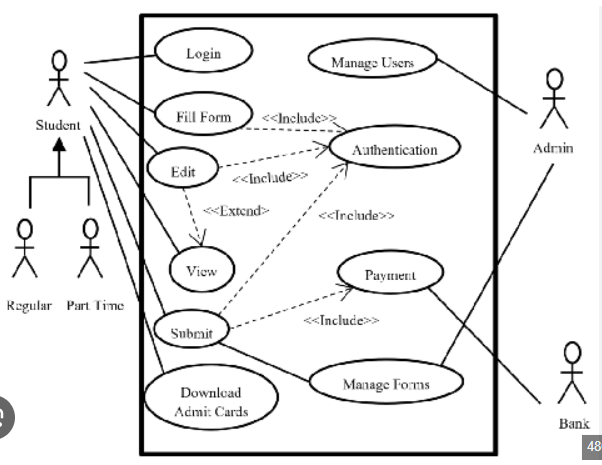 Login
Manage Users
Fill Form
<<Include>>
Student
Authentication
Admin
Edit
<<Include>>
<<Extend>
<<Include>>
View
Payment
Regular
Part Time
Submit
<<Include>>
Manage Forms
Download
Admit Cards
Bank
48